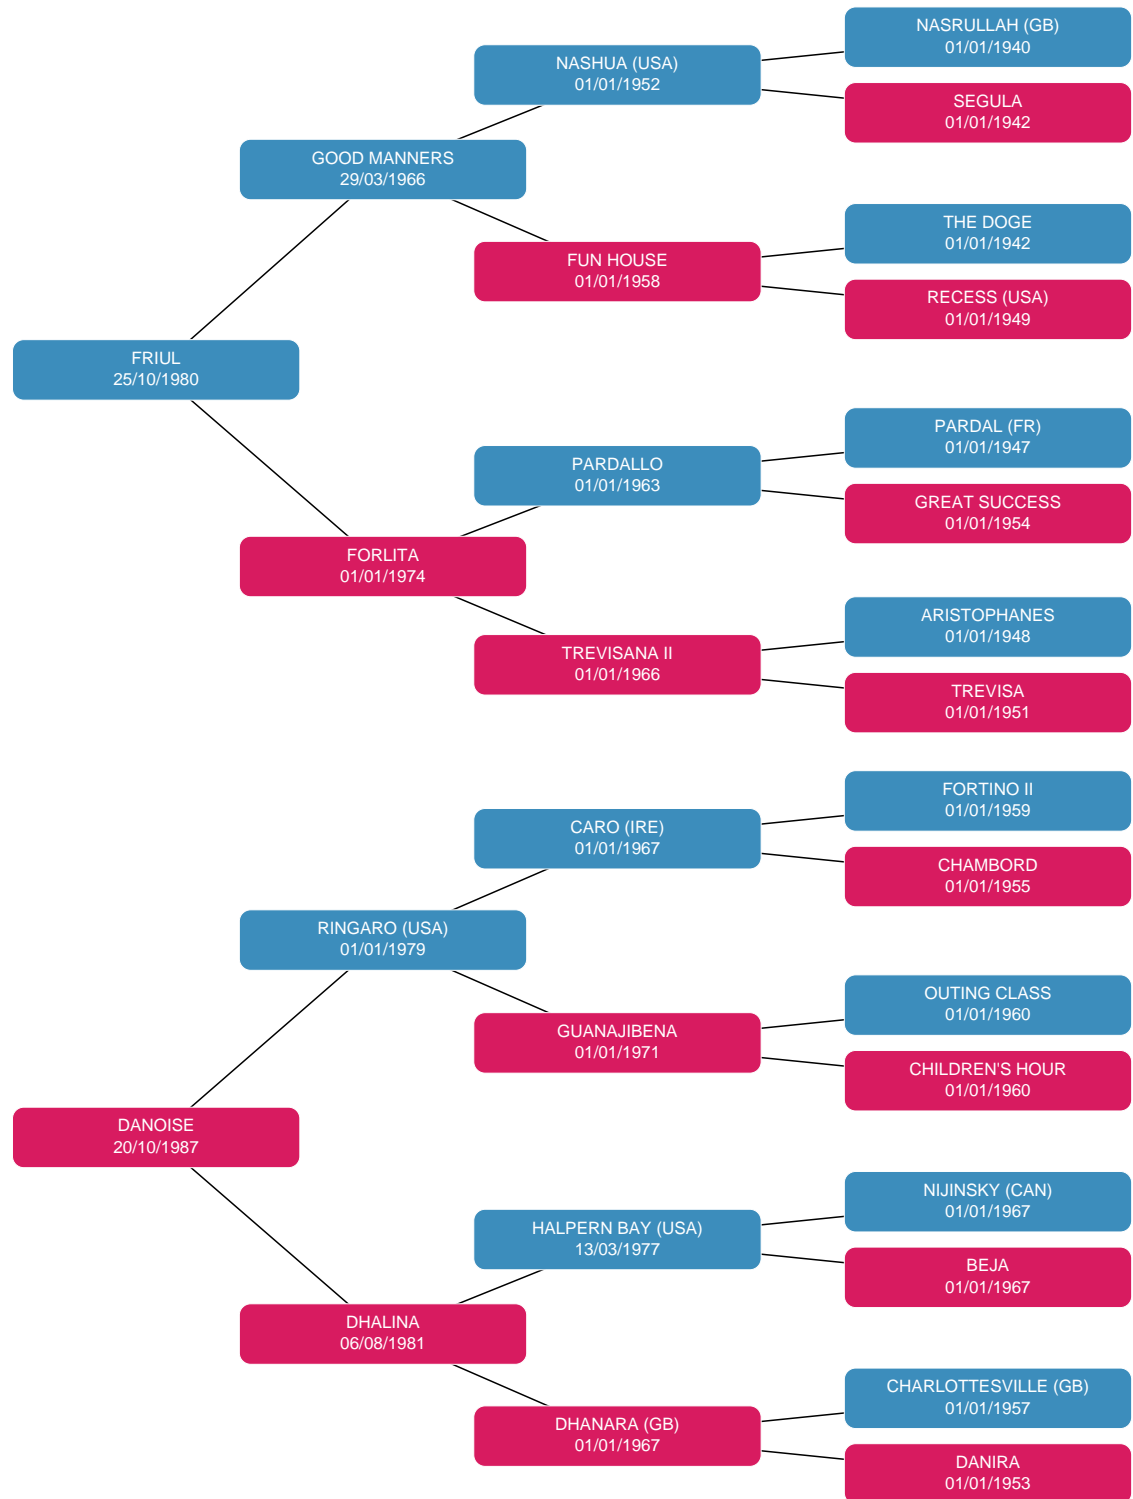 NASRULLAH (GB)
01/01/1940
NASHUA (USA)
01/01/1952
SEGULA
01/01/1942
GOOD MANNERS
29/03/1966
THE DOGE
01/01/1942
FUN HOUSE
01/01/1958
RECESS (USA)
01/01/1949
FRIUL
25/10/1980
PARDAL (FR)
01/01/1947
PARDALLO
01/01/1963
GREAT SUCCESS
01/01/1954
FORLITA
01/01/1974
ARISTOPHANES
01/01/1948
TREVISANA II
01/01/1966
TREVISA
01/01/1951
FORTINO II
01/01/1959
CARO (IRE)
01/01/1967
CHAMBORD
01/01/1955
RINGARO (USA)
01/01/1979
OUTING CLASS
01/01/1960
GUANAJIBENA
01/01/1971
CHILDREN'S HOUR
01/01/1960
DANOISE
20/10/1987
NIJINSKY (CAN)
01/01/1967
HALPERN BAY (USA)
13/03/1977
BEJA
01/01/1967
DHALINA
06/08/1981
CHARLOTTESVILLE (GB)
01/01/1957
DHANARA (GB)
01/01/1967
DANIRA
01/01/1953